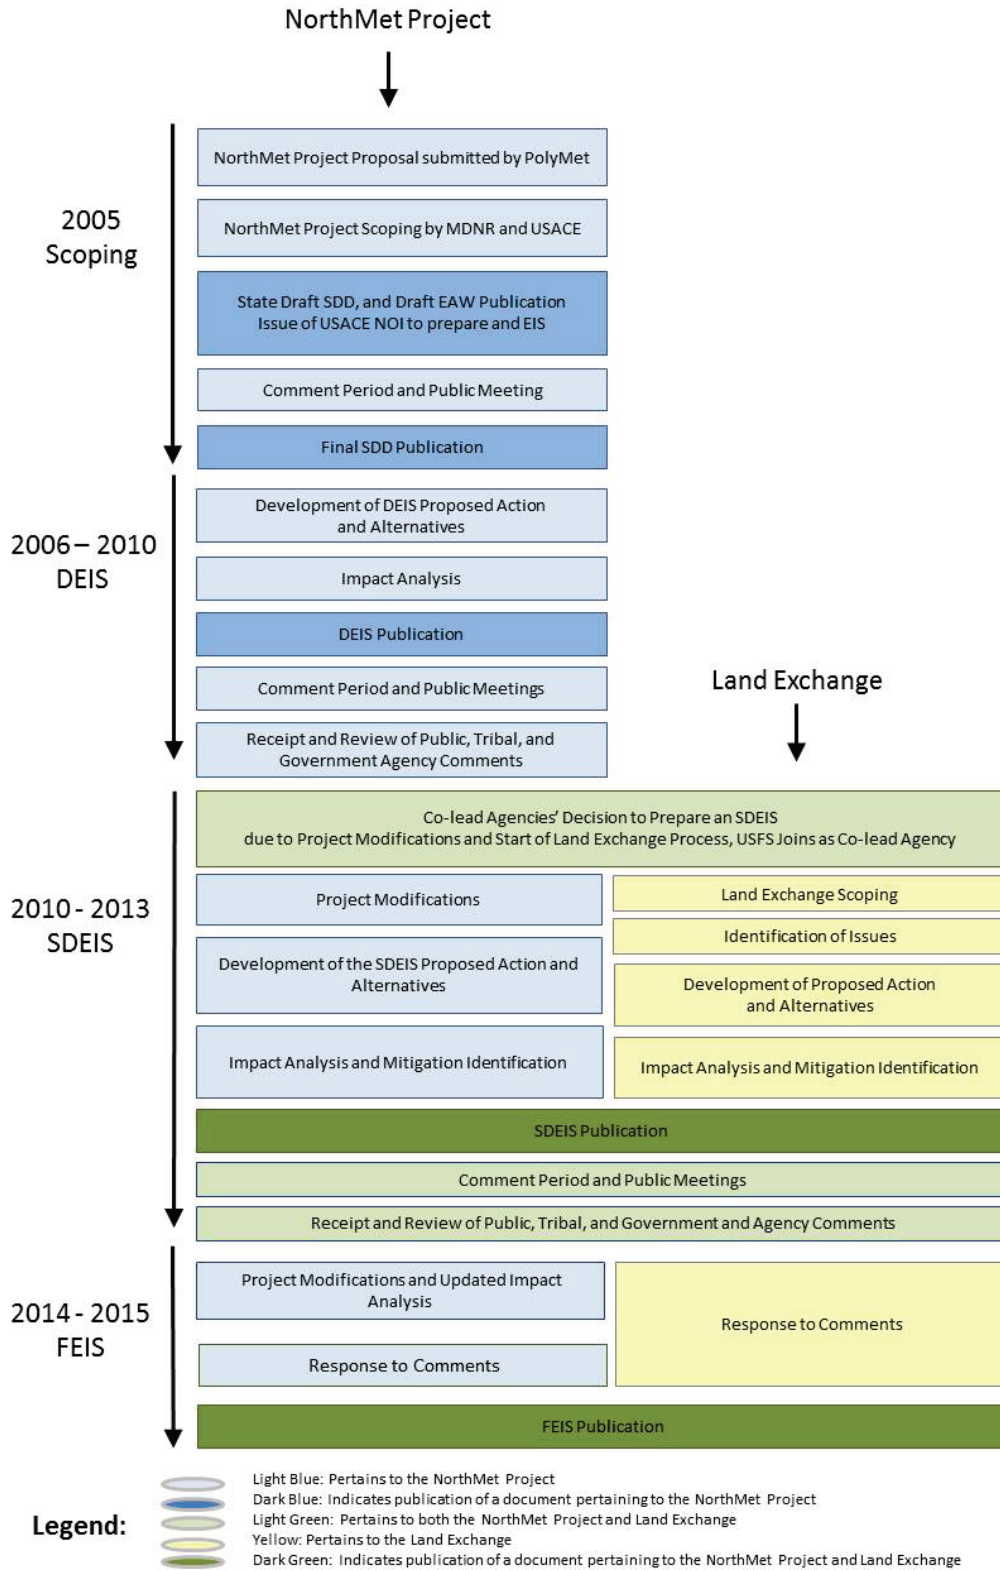 NorthMet Project
2005
Scoping
NorthMet Project Proposal submitted by PolyMet
NorthMet Project Scoping by MDNR and USACE
State Draft SDD, and Draft EAW Publication
Issue of USACE NOI to prepare and EIS
Comment Period and Public Meeting
Final SDD Publication
2006 – 2010
DEIS
Development of DEIS Proposed Action
and Alternatives
Impact Analysis
DEIS Publication
Comment Period and Public Meetings
Receipt and Review of Public, Tribal, and
Government Agency Comments
Land Exchange
2010 - 2013
SDEIS
Co-lead Agencies' Decision to Prepare an SDEIS
due to Project Modifications and Start of Land Exchange Process, USFS Joins as Co-lead Agency
Project Modifications
Development of the SDEIS Proposed Action and
Alternatives
Impact Analysis and Mitigation Identification
Land Exchange Scoping
Identification of Issues
Development of Proposed Action
and Alternatives
Impact Analysis and Mitigation Identification
SDEIS Publication
Comment Period and Public Meetings
Receipt and Review of Public, Tribal, and Government and Agency Comments
2014 - 2015
FEIS
Project Modifications and Updated Impact
Analysis
Response to Comments
Response to Comments
FEIS Publication
Legend:
Light Blue: Pertains to the NorthMet Project
Dark Blue: Indicates publication of a document pertaining to the NorthMet Project
Light Green: Pertains to both the NorthMet Project and Land Exchange
Yellow: Pertains to the Land Exchange
Dark Green: Indicates publication of a document pertaining to the NorthMet Project and Land Exchange